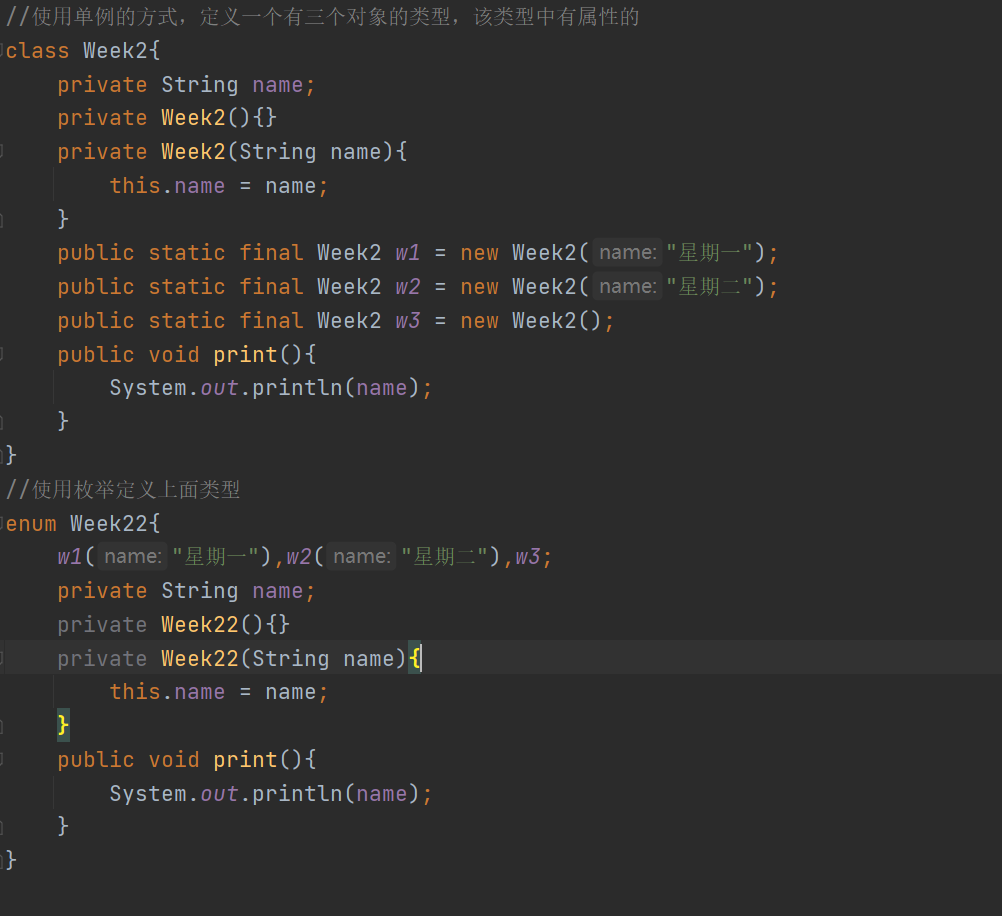 //使用单例的方式，定义一个有三个对象的类型，该类型中有属性的
class Week2{
    private String name;
    private Week2(){}
    private Week2(String name){
        this.name = name;
    }
    public static final Week2 w1 = new Week2( name: "星期一");
    public static final Week2 w2 = new Week2( name: "星期二");
    public static final Week2 w3 = new Week2();
    public void print(){
        System.out.println(name);
    }
}
//使用枚举定义上面类型
enum Week22{
    w1( name: "星期一"),w2( name: "星期二"),w3;
    private String name;
    private Week22(){}
    private Week22(String name){
        this.name = name;
    }
    public void print(){
        System.out.println(name);
    }
}